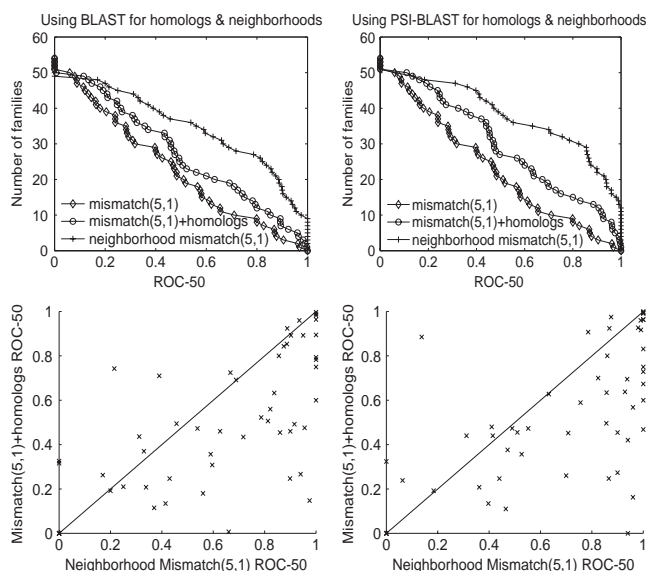 Using BLAST for homologs & neighborhoods
60
50
40
30
20
10
0
Number of families
mismatch(5,1)
mismatch(5,1)+homologs
neighborhood mismatch(5,1)
0 0.2 0.4 0.6 0.8 1
ROC-50
Using PSI-BLAST for homologs & neighborhoods
60
50
40
30
20
10
0
Number of families
mismatch(5,1)
mismatch(5,1)+homologs
neighborhood mismatch(5,1)
0 0.2 0.4 0.6 0.8 1
ROC-50
1
0.8
0.6
0.4
0.2
0
Mismatch(5,1)+homologs ROC-50
0 0.2 0.4 0.6 0.8 1
Neighborhood Mismatch(5,1) ROC-50
1
0.8
0.6
0.4
0.2
0
Mismatch(5,1)+homologs ROC-50
0 0.2 0.4 0.6 0.8 1
Neighborhood Mismatch(5,1) ROC-50